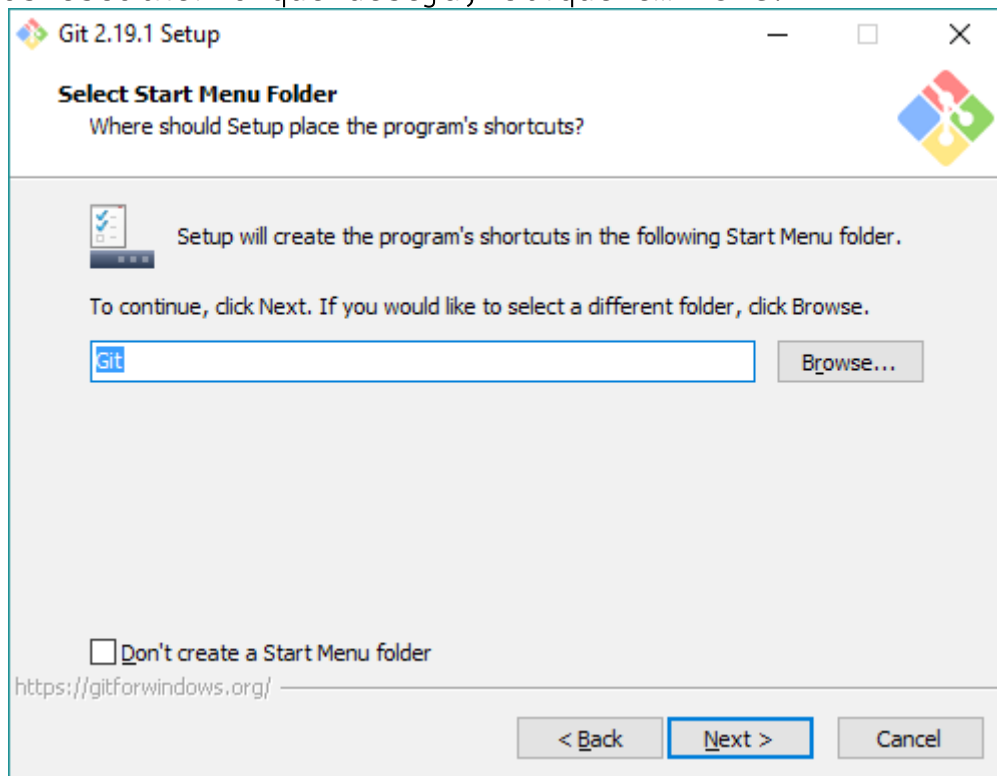 Git 2.19.1 Setup
Select Start Menu Folder
Where should Setup place the program's shortcuts?
Setup will create the program's shortcuts in the following Start Menu folder.
To continue, click Next. If you would like to select a different folder, click Browse.
Git
Browse...
Don't create a Start Menu folder
https://gitforwindows.org/
< Back
Next >
Cancel